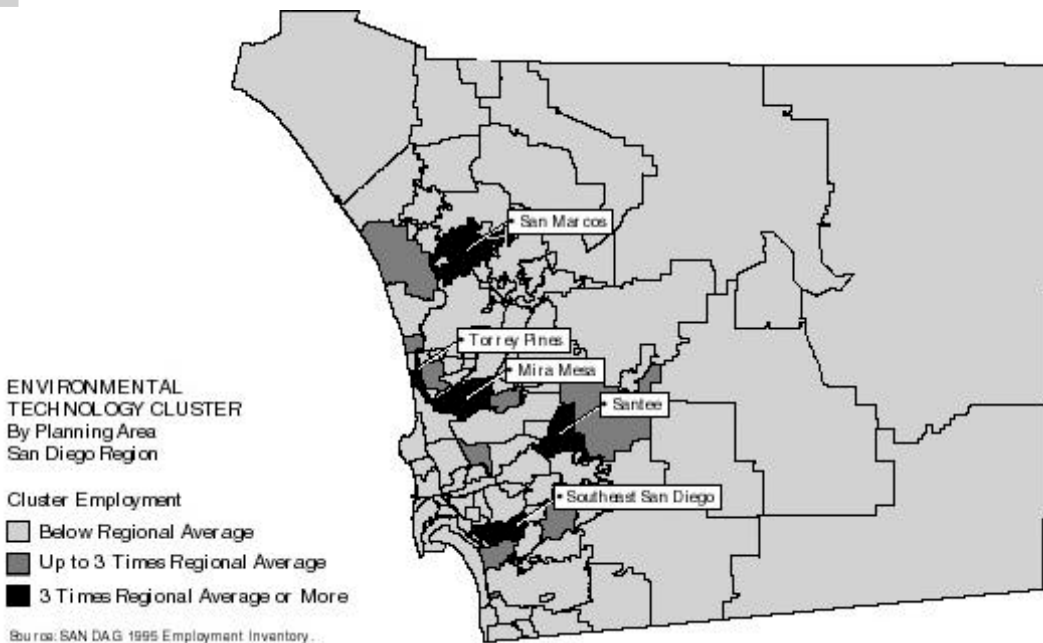 San Marcos
Torrey Pines
Mira Mesa
Santee
Southeast San Diego
ENVIRONMENTAL
TECHNOLOGY CLUSTER
By Planning Area
San Diego Region
Cluster Employment
Below Regional Average
Up to 3 Times Regional Average
3 Times Regional Average or More
Source: SANDAG 1995 Employment Inventory.